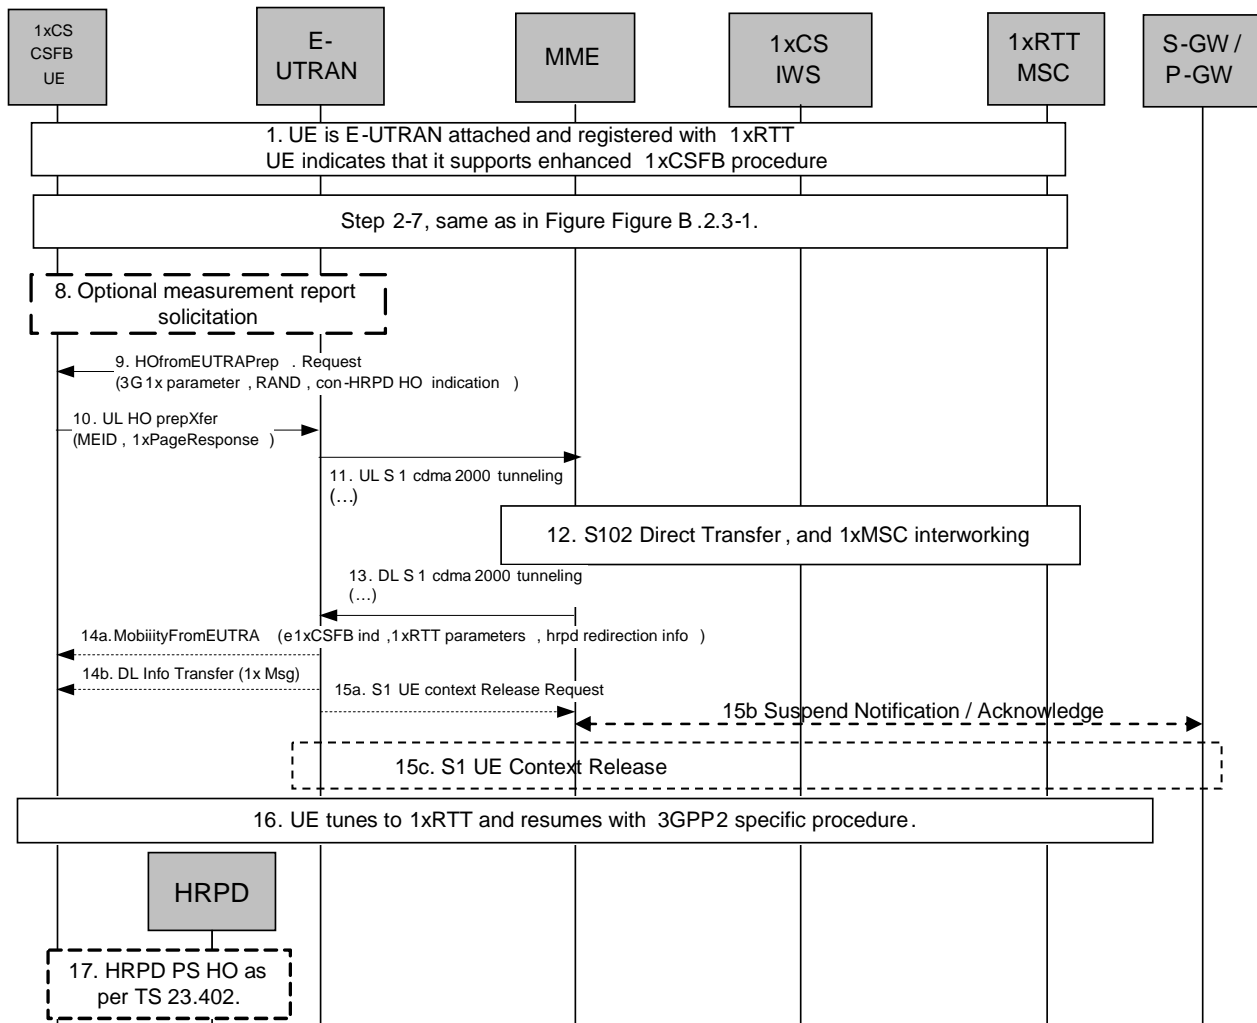 1xCS
CSFB
UE
E-
UTRAN
MME
1xCS
IWS
1xRTT
MSC
S-GW /
P-GW
1. UE is E-UTRAN attached and registered with 1xRTT
UE indicates that it supports enhanced 1xCSFB procedure
Step 2-7, same as in Figure Figure B .2.3-1.
8. Optional measurement report
solicitation
9. HOfromEUTRAPrep . Request
(3G1x parameter , RAND , con-HRPD HO indication )
10. UL HO prepXfer
(MEID , 1xPageResponse )
11. UL S 1 cdma 2000 tunneling
(…)
12. S102 Direct Transfer , and 1xMSC interworking
13. DL S 1 cdma 2000 tunneling
(…)
14a.MobiiityFromEUTRA (e1xCSFB ind ,1xRTT parameters , hrpd redirection info )
14b. DL Info Transfer (1x Msg)
15a. S1 UE context Release Request
15b Suspend Notification / Acknowledge
15c. S1 UE Context Release
16. UE tunes to 1xRTT and resumes with 3GPP2 specific procedure.
HRPD
17. HRPD PS HO as
per TS 23.402.